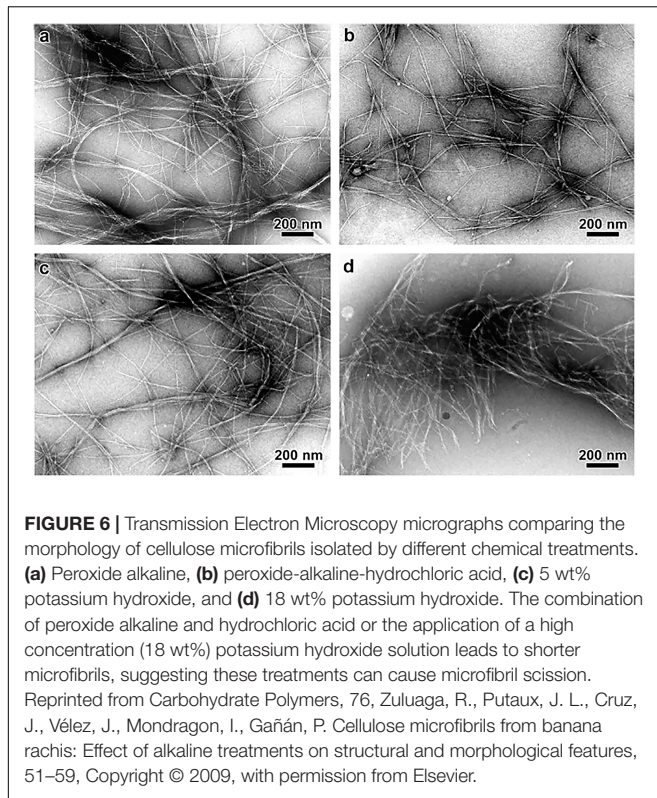 a
b
200 nm
200 nm
c
d
200 nm
200 nm
FIGURE 6 | Transmission Electron Microscopy micrographs comparing the
morphology of cellulose microfibrils isolated by different chemical treatments.
(a) Peroxide alkaline, (b) peroxide-alkaline-hydrochloric acid, (c) 5 wt%
potassium hydroxide, and (d) 18 wt% potassium hydroxide. The combination
of peroxide alkaline and hydrochloric acid or the application of a high
concentration (18 wt%) potassium hydroxide solution leads to shorter
microfibrils, suggesting these treatments can cause microfibril scission.
Reprinted from Carbohydrate Polymers, 76, Zuluaga, R., Putaux, J. L., Cruz,
J., Vélez, J., Mondragon, I., Gañán, P. Cellulose microfibrils from banana
rachis: Effect of alkaline treatments on structural and morphological features,
51–59, Copyright © 2009, with permission from Elsevier.